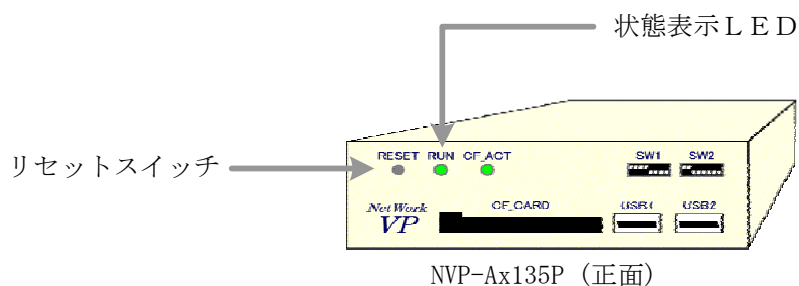 状態表示ＬＥＤ
リセットスイッチ
RESET RUN CF_ACT SW1 SW2
Net Work
VP
CF_CARD USB1 USB2
NVP-Ax135P (正面)